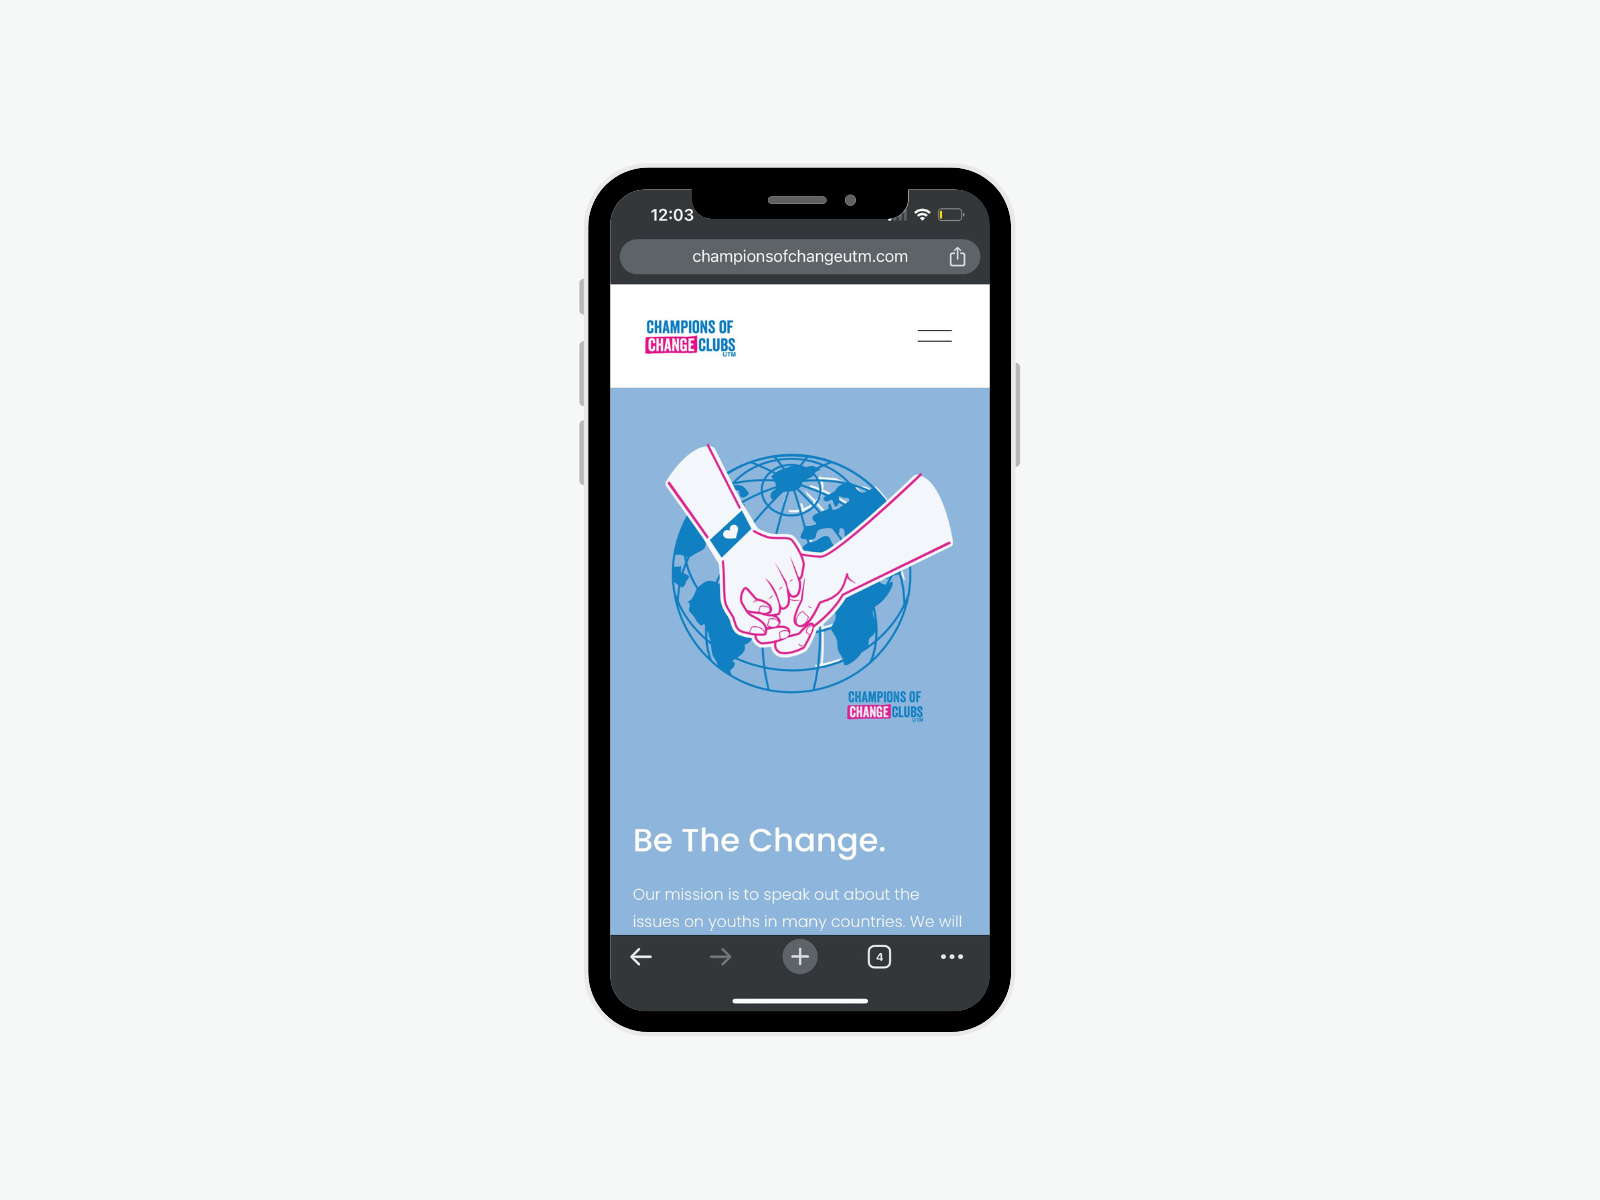 12:03
championsofchangeutm.com
CHAMPIONS OF
CHANGE CLUBS
UTM
CHAMPIONS OF
CHANGE CLUBS
UTM
Be The Change.
Our mission is to speak out about the
issues on youths in many countries. We will
4